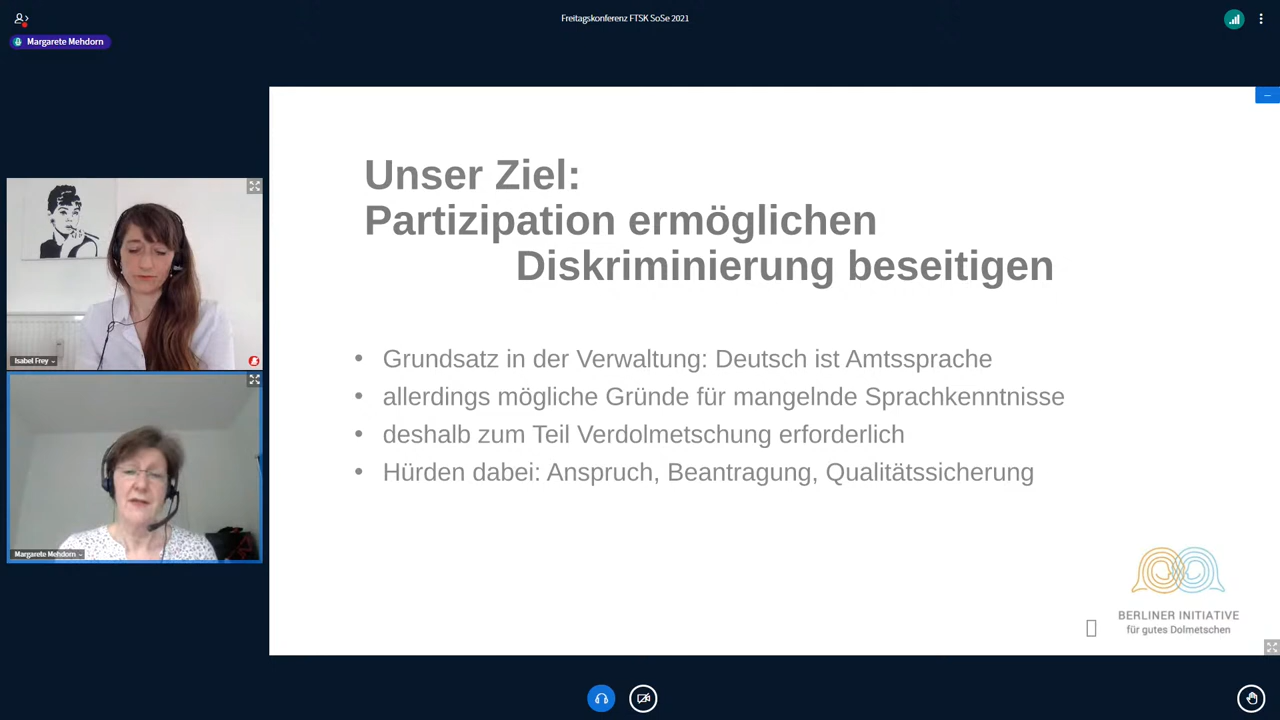 Freitagskonferenz FTSK SoSe 2021
Margarete Mehdorn
Isabel Frey
Margarete Mehdorn
Unser Ziel:
Partizipation ermöglichen
Diskriminierung beseitigen
• Grundsatz in der Verwaltung: Deutsch ist Amtssprache
• allerdings mögliche Gründe für mangelnde Sprachkenntnisse
• deshalb zum Teil Verdolmetschung erforderlich
• Hürden dabei: Anspruch, Beantragung, Qualitätssicherung
BERLINER INITIATIVE
für gutes Dolmetschen